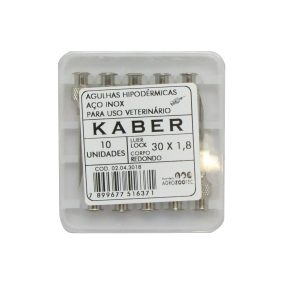 AGULHAS HIPODÉRMICAS
AÇO INOX
PARA USO VETERINÁRIO
KABER
10
UNIDADES
LUER
LOCK
CORPO
REDONDO
30 X 1,8
COD. 02.04.3018
7 899677 516371
AGROZOOTEC